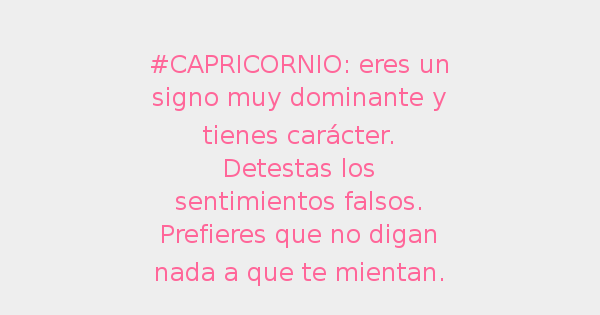 #CAPRICORNIO: eres un
signo muy dominante y
tienes carácter.
Detestas los
sentimientos falsos.
Prefieres que no digan
nada a que te mientan.